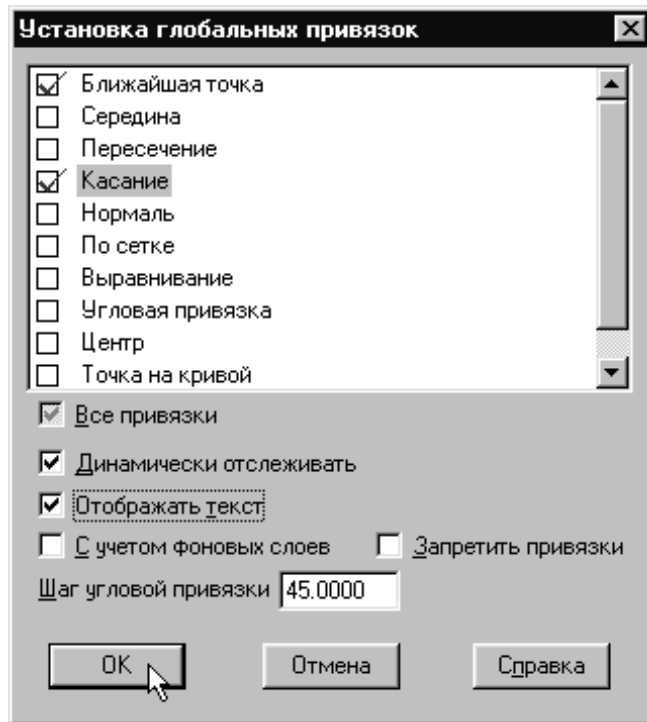 Установка глобальных привязок
Ближайшая точка
Середина
Пересечение
Касание
Нормаль
По сетке
Выравнивание
Угловая привязка
Центр
Точка на кривой
Все привязки
Динамически отслеживать
Отображать текст
С учетом фоновых слоев Запретить привязки
Шаг угловой привязки 45.0000
OK Отмена Справка